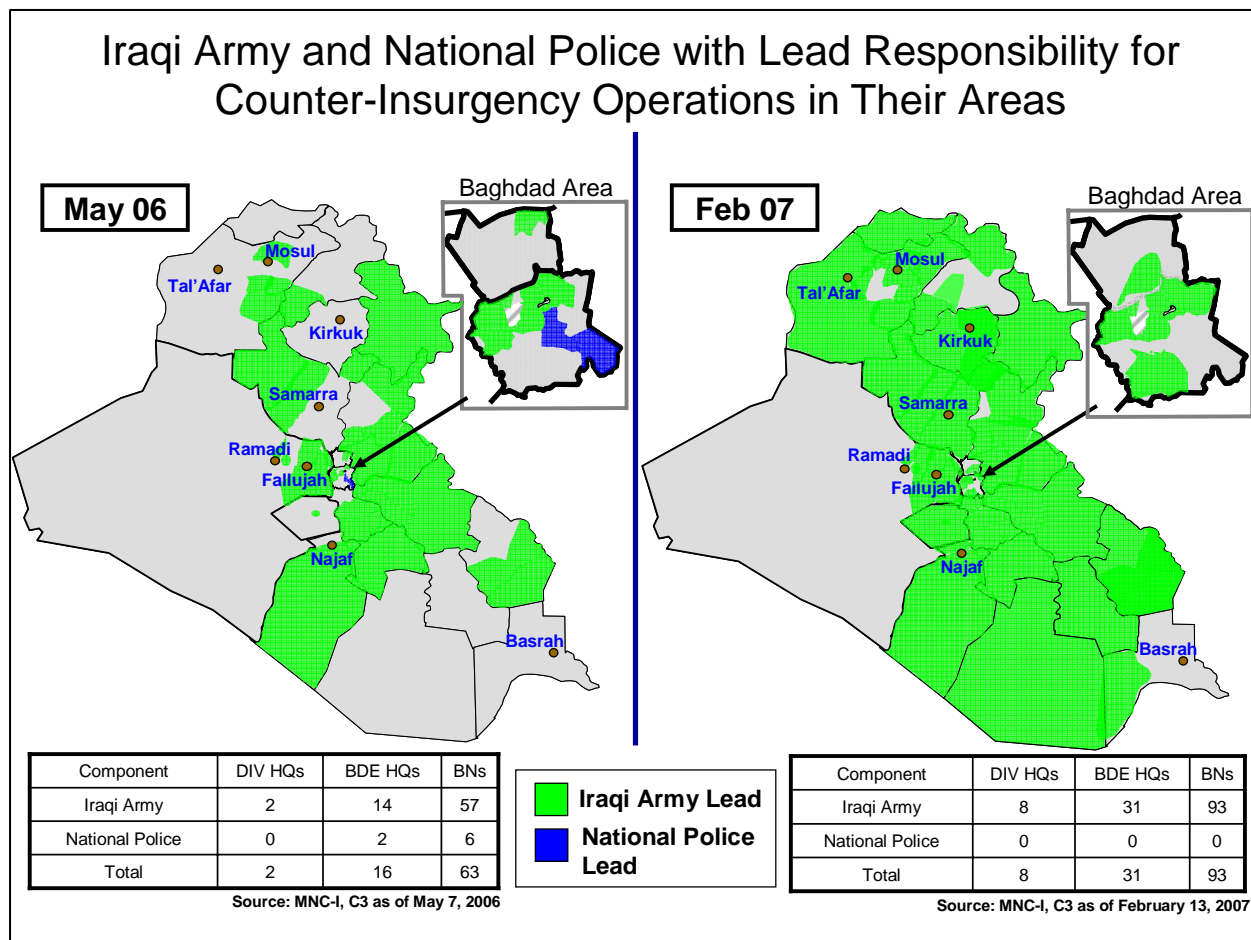 Iraqi Army and National Police with Lead Responsibility for
Counter-Insurgency Operations in Their Areas
May 06
Baghdad Area
Mosul
Tal'Afar
Kirkuk
Samarra
Ramadi
Fallujah
Najaf
Basrah
Feb 07
Baghdad Area
Mosul
Tal'Afar
Kirkuk
Samarra
Ramadi
Fallujah
Najaf
Basrah
Component DIV HQs BDE HQs BNs
Iraqi Army 2 14 57
National Police 0 2 6
Total 2 16 63
Source: MNC-I, C3 as of May 7, 2006
Iraqi Army Lead
National Police
Lead
Component DIV HQs BDE HQs BNs
Iraqi Army 8 31 93
National Police 0 0 0
Total 8 31 93
Source: MNC-I, C3 as of February 13, 2007